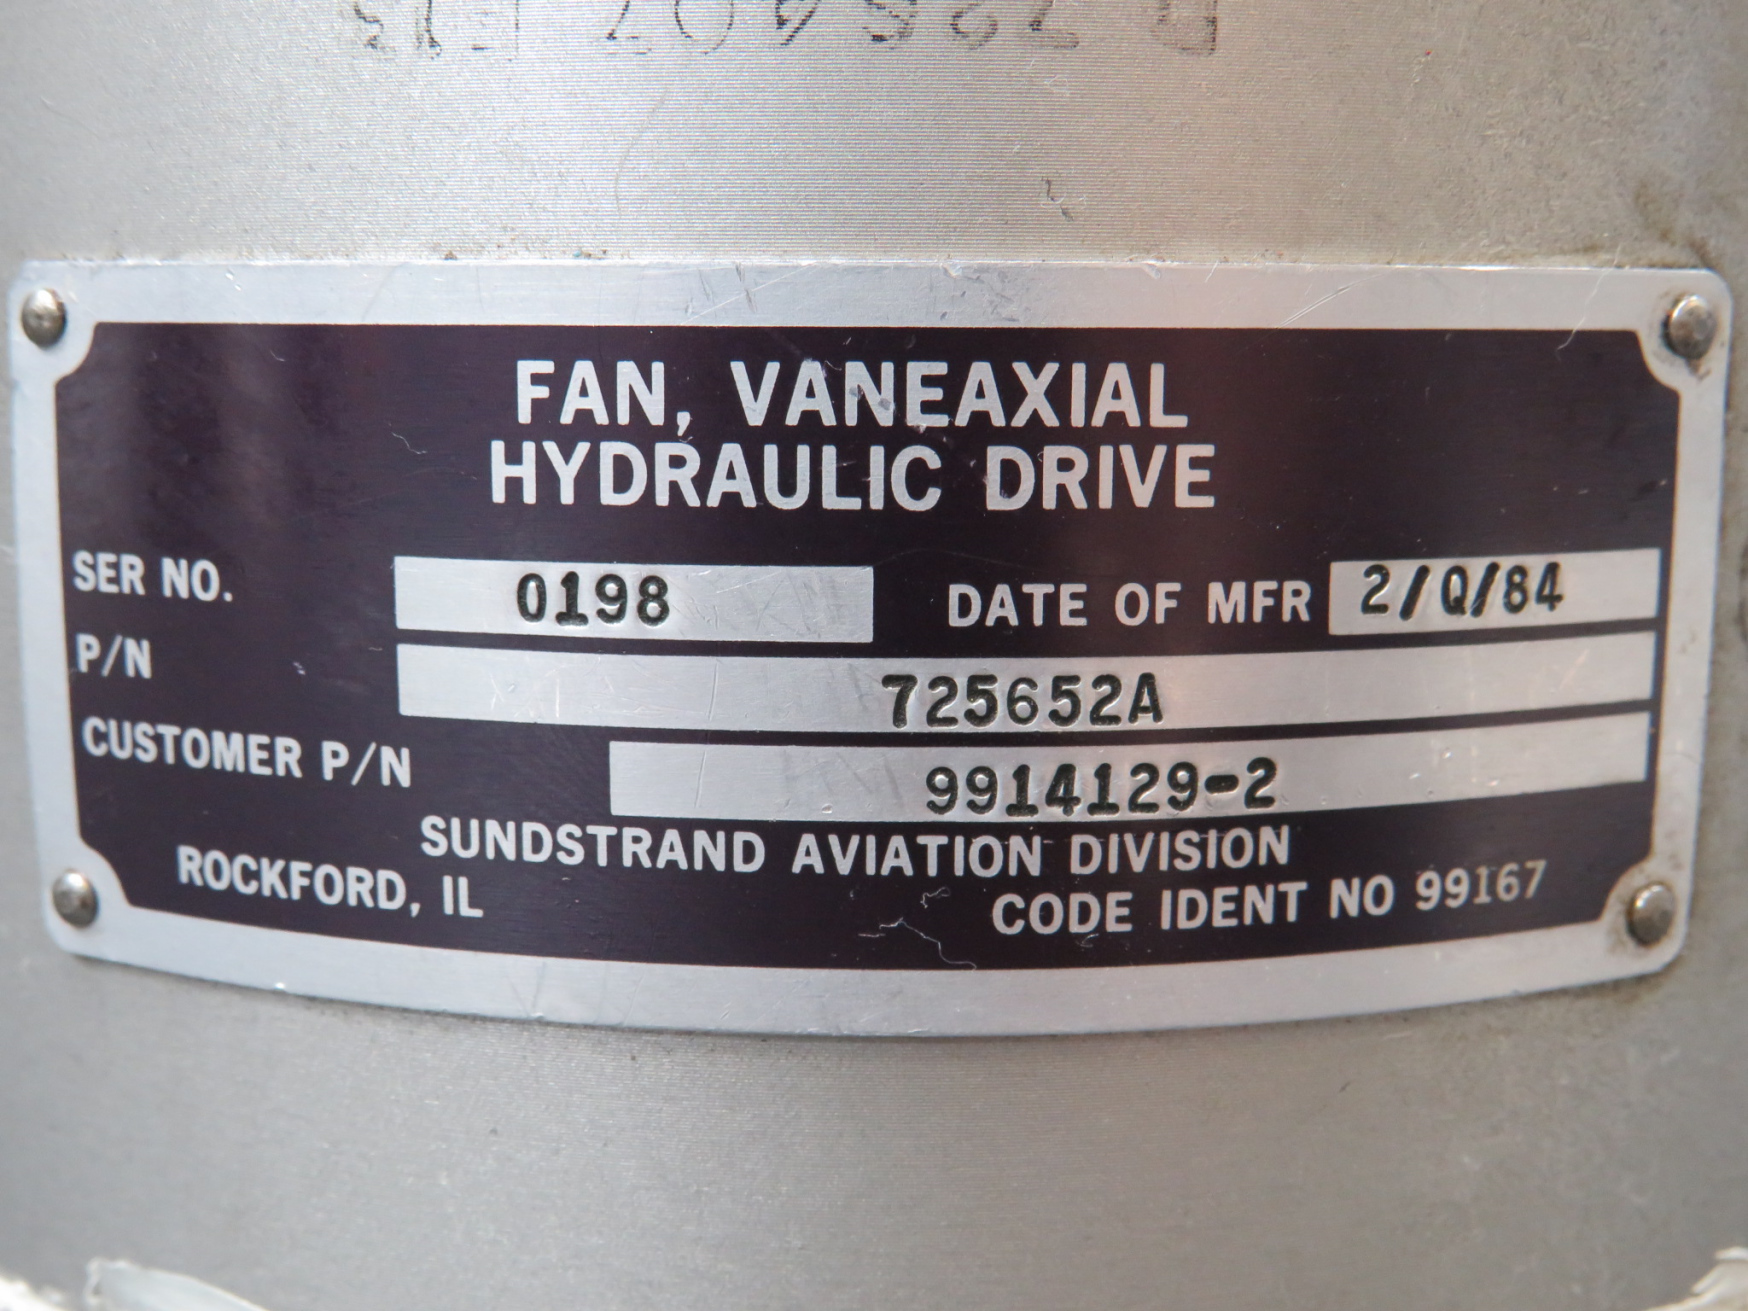 FAN, VANEAXIAL
HYDRAULIC DRIVE
SER NO. 0198 DATE OF MFR 2/Q/84
P/N 725652A
CUSTOMER P/N 9914129-2
SUNDSTRAND AVIATION DIVISION
ROCKFORD, IL CODE IDENT NO 99167